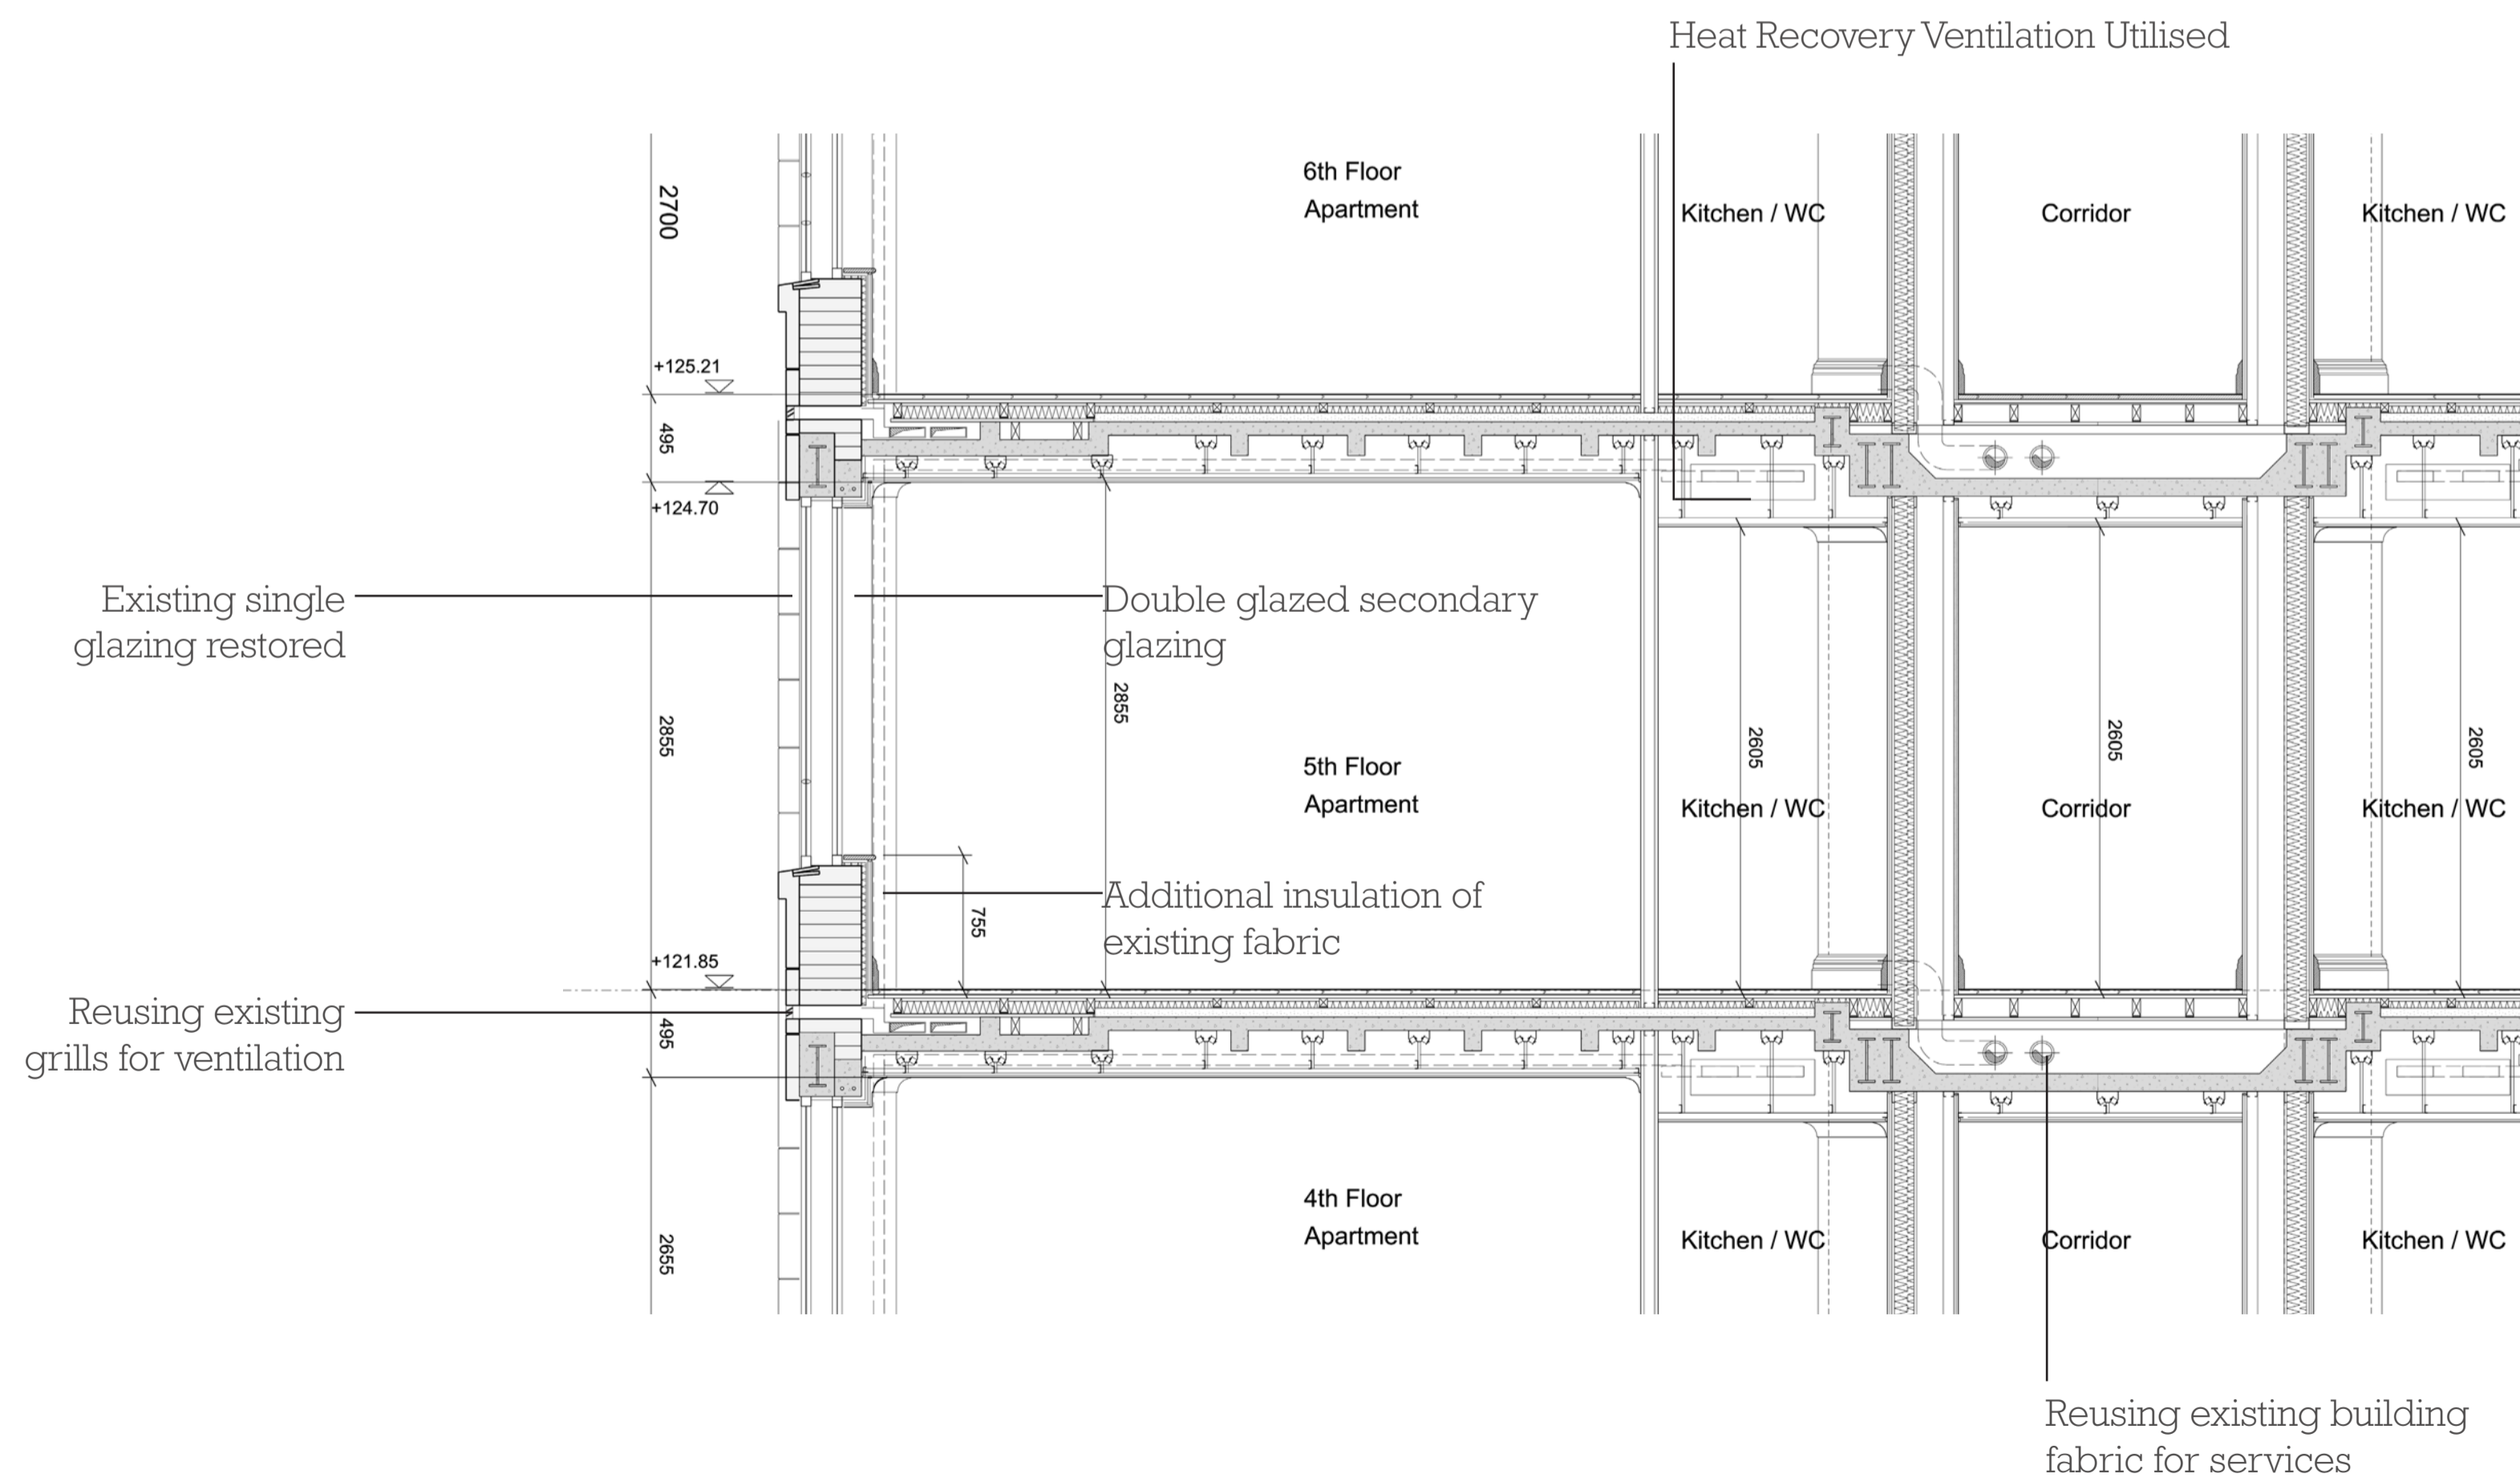 Heat Recovery Ventilation Utilised
2700
6th Floor
Apartment
Kitchen / WC
Corridor
Kitchen / WC
+125.21
495
+124.70
Existing single
glazing restored
Double glazed secondary
glazing
2855
2855
5th Floor
Apartment
2605
2605
2605
Kitchen / WC
Corridor
Kitchen / WC
755
Additional insulation of
existing fabric
+121.85
Reusing existing
grills for ventilation
495
4th Floor
Apartment
2655
Kitchen / WC
Corridor
Kitchen / WC
Reusing existing building
fabric for services